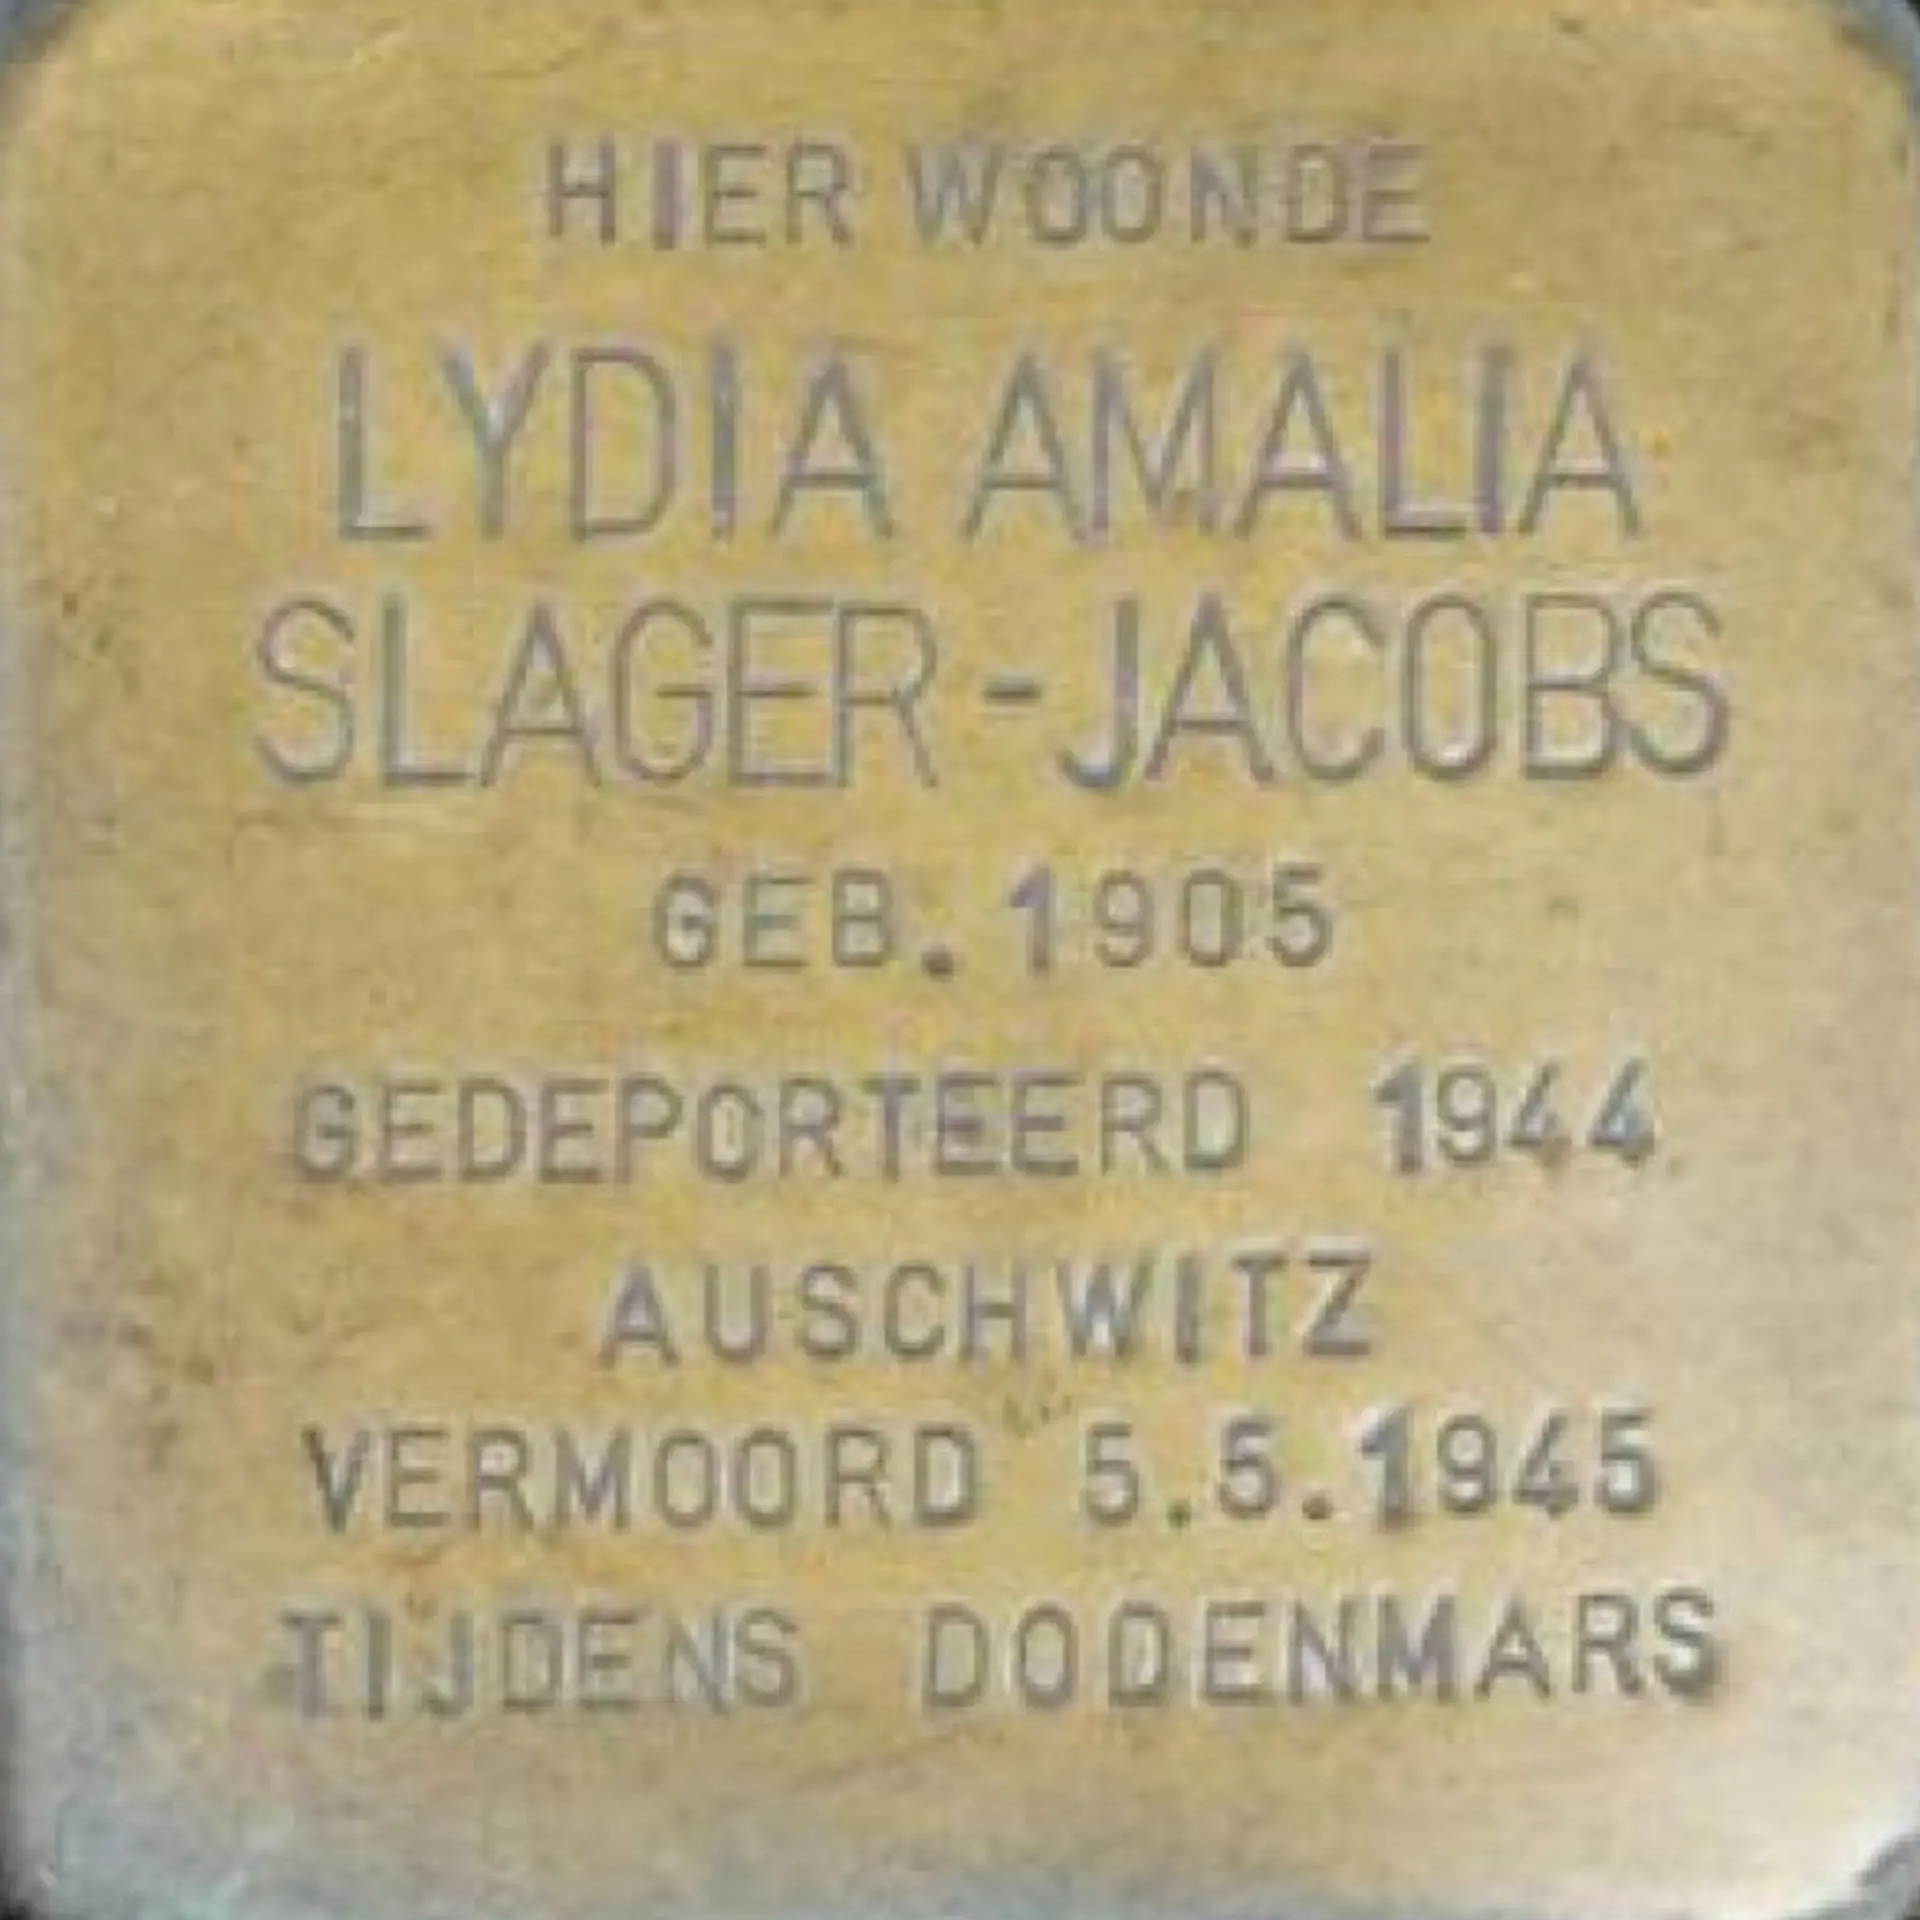 HIER WOONDE
LYDIA AMALIA
SLAGER-JACOBS
GEB. 1905
GEDEPORTEERD 1944
AUSCHWITZ
VERMOORD 5.5.1945
TIJDENS DODENMARS